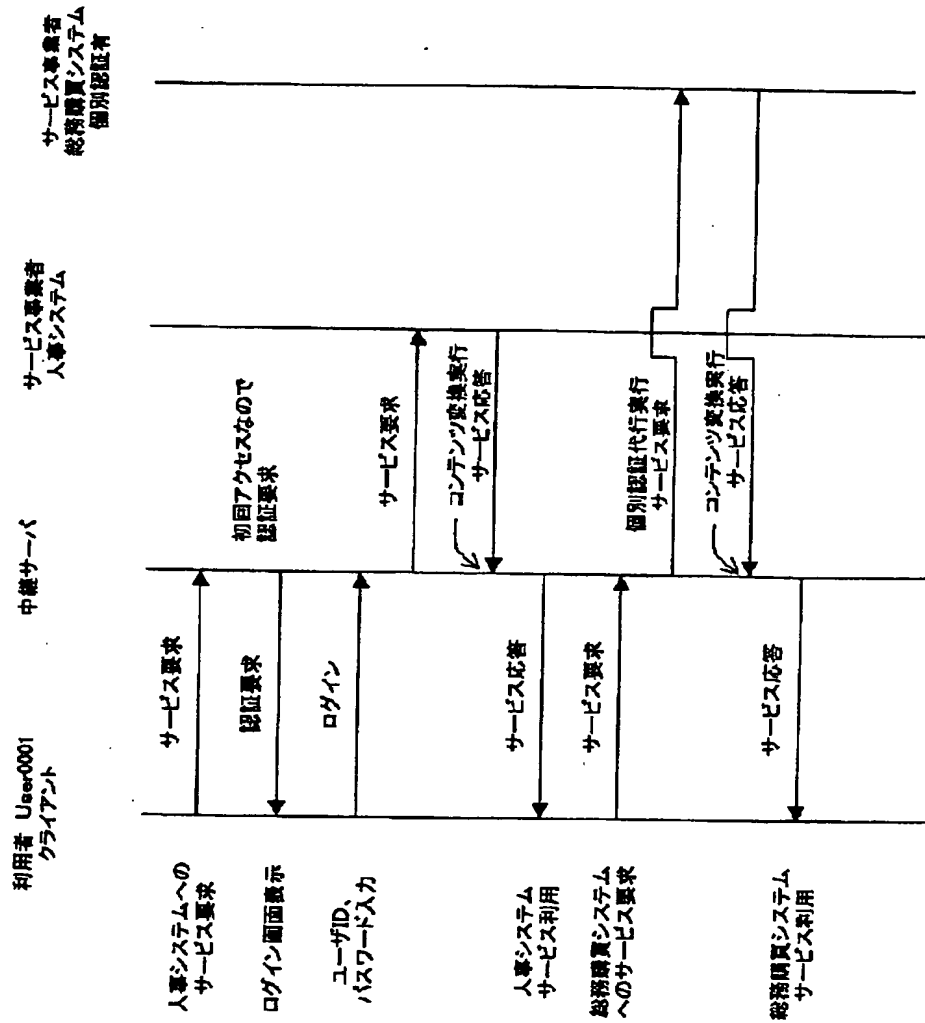 利用者 User0001
クライアント
中継サーバ
サービス事業者
人事システム
サービス事業者
総務購買システム
個別認証有
人事システムへの
サービス要求
サービス要求
初回アクセスなので
認証要求
ログイン画面表示
認証要求
ユーザID、
パスワード入力
ログイン
サービス要求
コンテンツ変換実行
サービス応答
人事システム
サービス利用
サービス応答
総務購買システム
へのサービス要求
サービス要求
個別認証代行実行
サービス要求
コンテンツ変換実行
サービス応答
総務購買システム
サービス利用
サービス応答